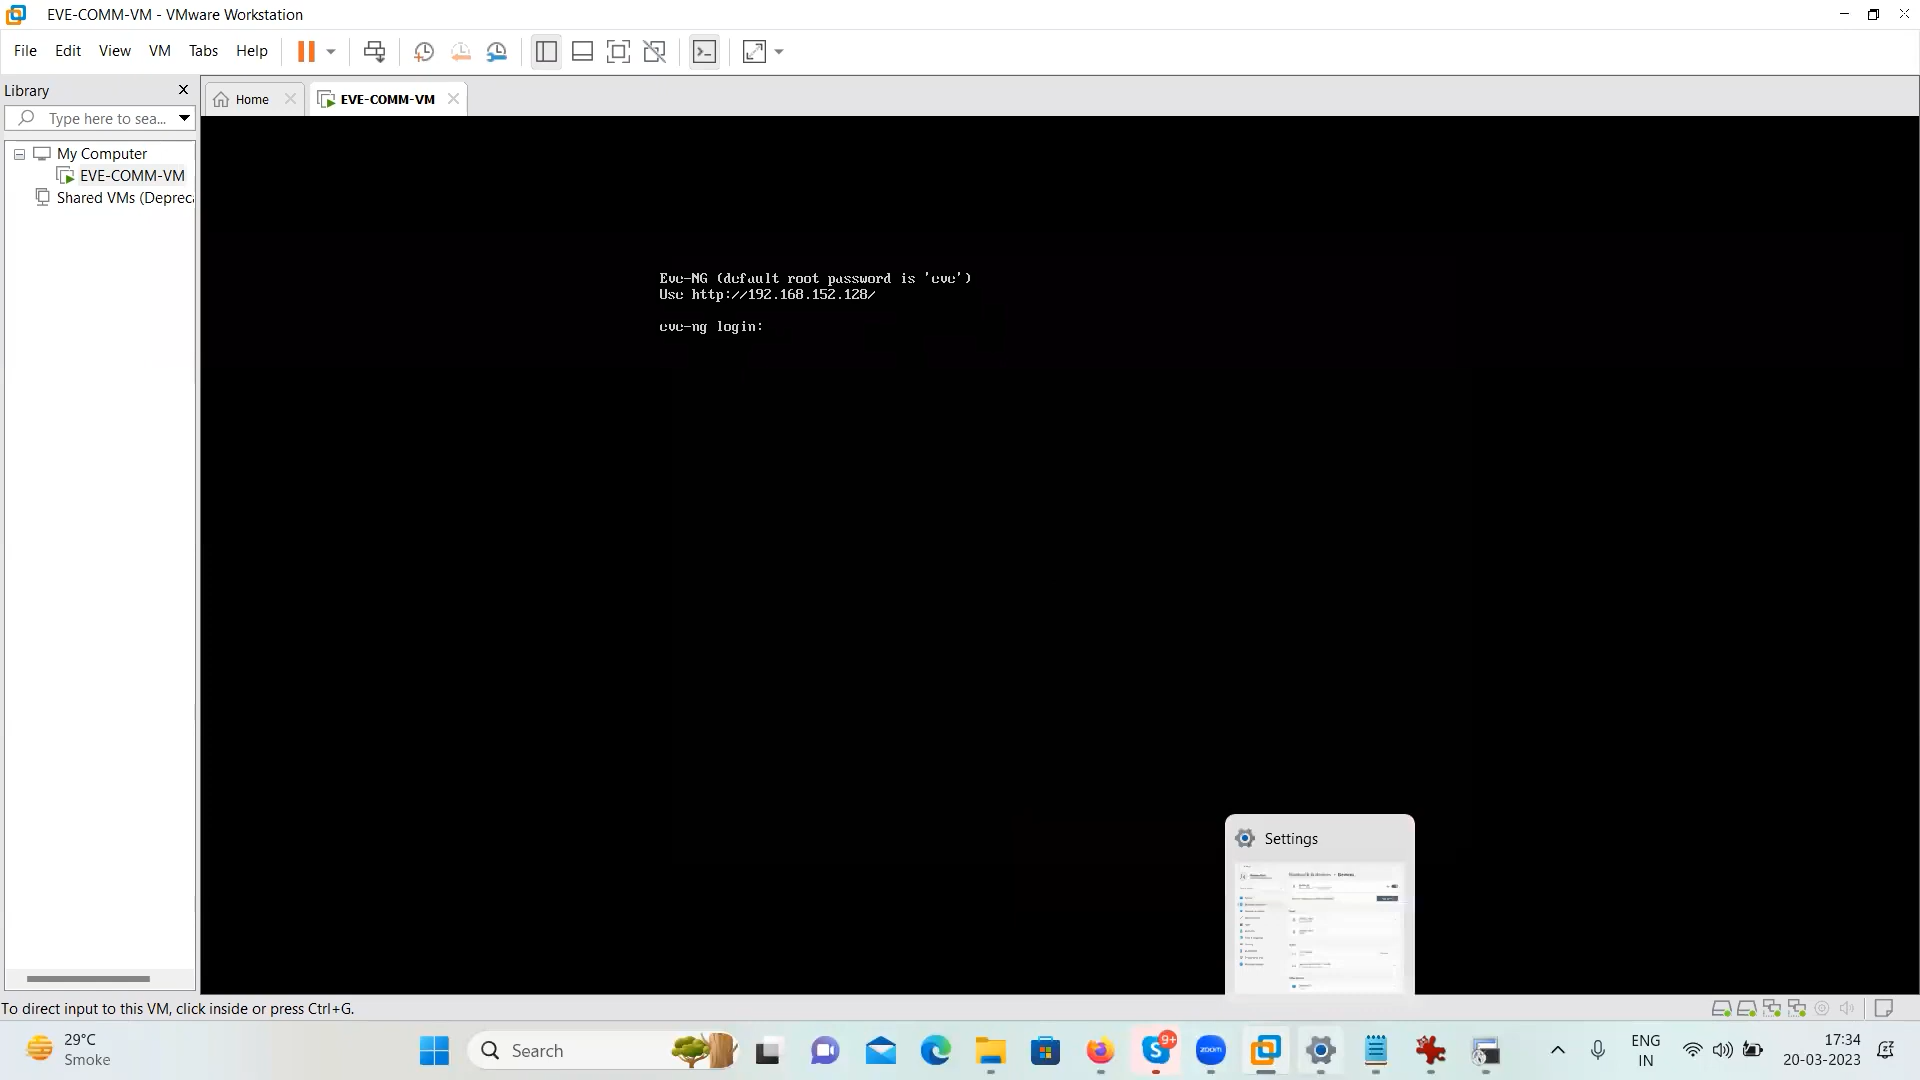 EVE-COMM-VM - VMware Workstation
File Edit View VM Tabs Help
Library
Home
EVE-COMM-VM
Type here to sea...
My Computer
EVE-COMM-VM
Shared VMs (Depreca
Eve-NG (default root password is 'eve')
Use http://192.168.152.128/
eve-ng login:
Settings
To direct input to this VM, click inside or press Ctrl+G.
29°C
Smoke
Search
9+
zoom
ENG
IN
17:34
20-03-2023